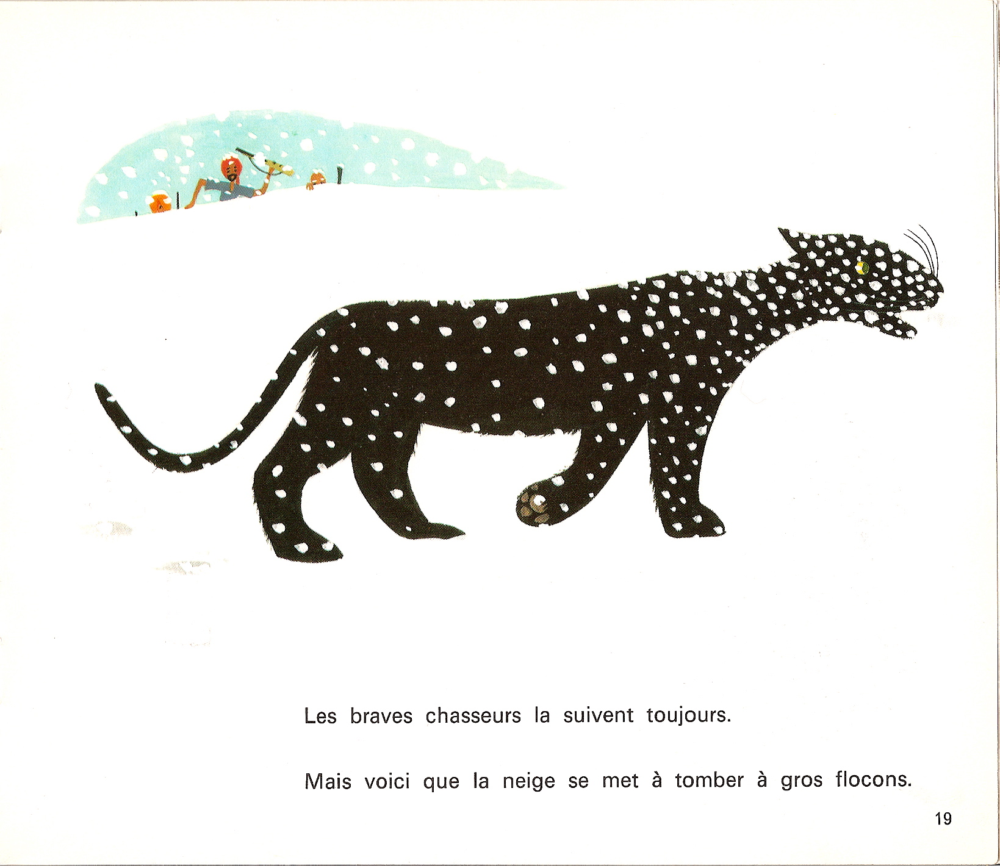 Les braves chasseurs la suivent toujours.
Mais voici que la neige se met à tomber à gros flocons.
19